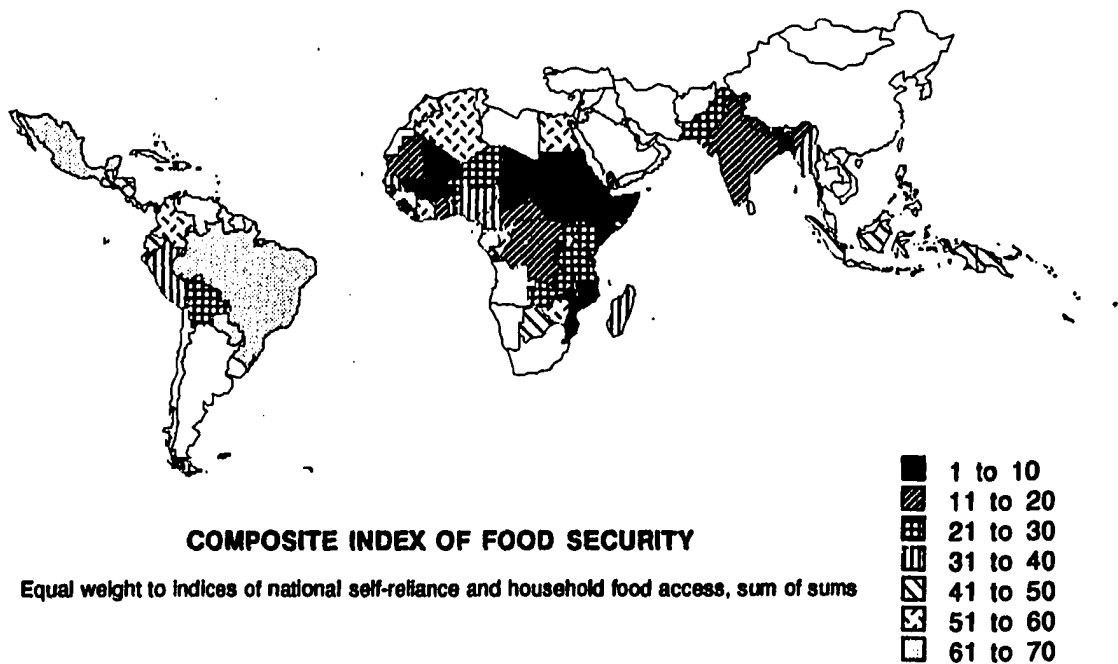 COMPOSITE INDEX OF FOOD SECURITY
Equal weight to indices of national self-reliance and household food access, sum of sums
1 to 10
11 to 20
21 to 30
31 to 40
41 to 50
51 to 60
61 to 70